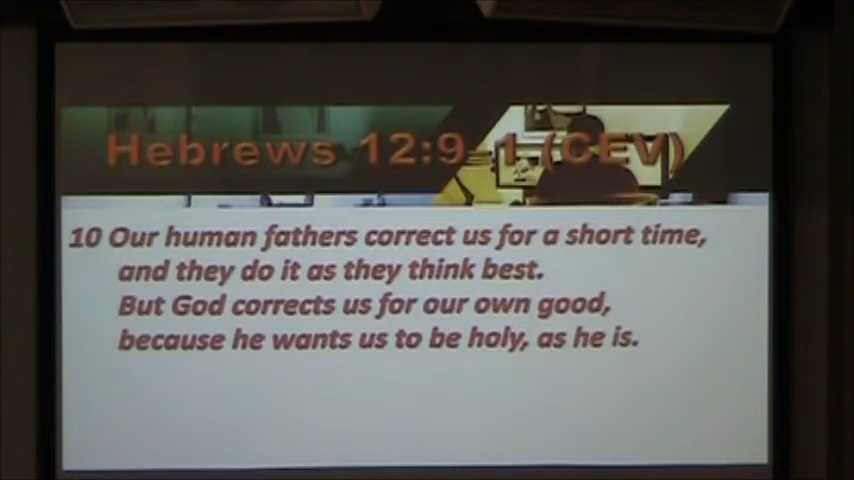 Hebrews 12:9-1 (CEV)
10 Our human fathers correct us for a short time,
and they do it as they think best.
But God corrects us for our own good,
because he wants us to be holy, as he is.